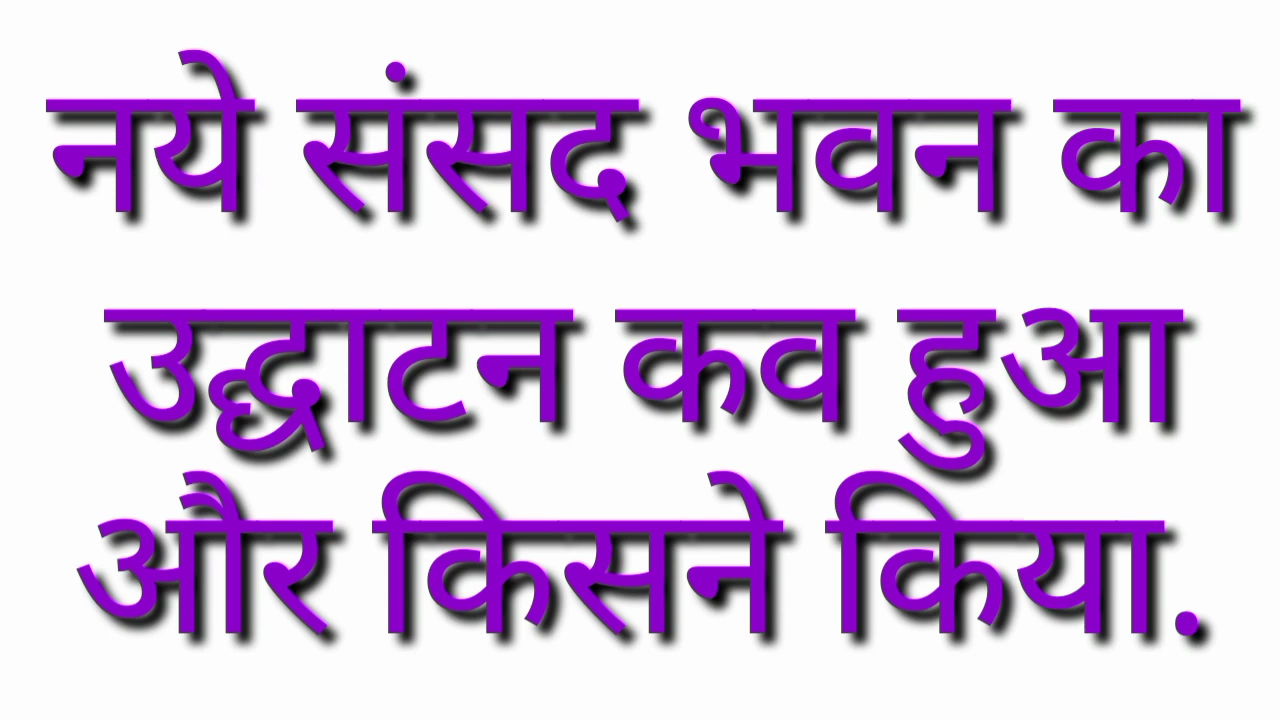 नये संसद भवन का
उद्धाटन कव हुआ
और किसने किया.